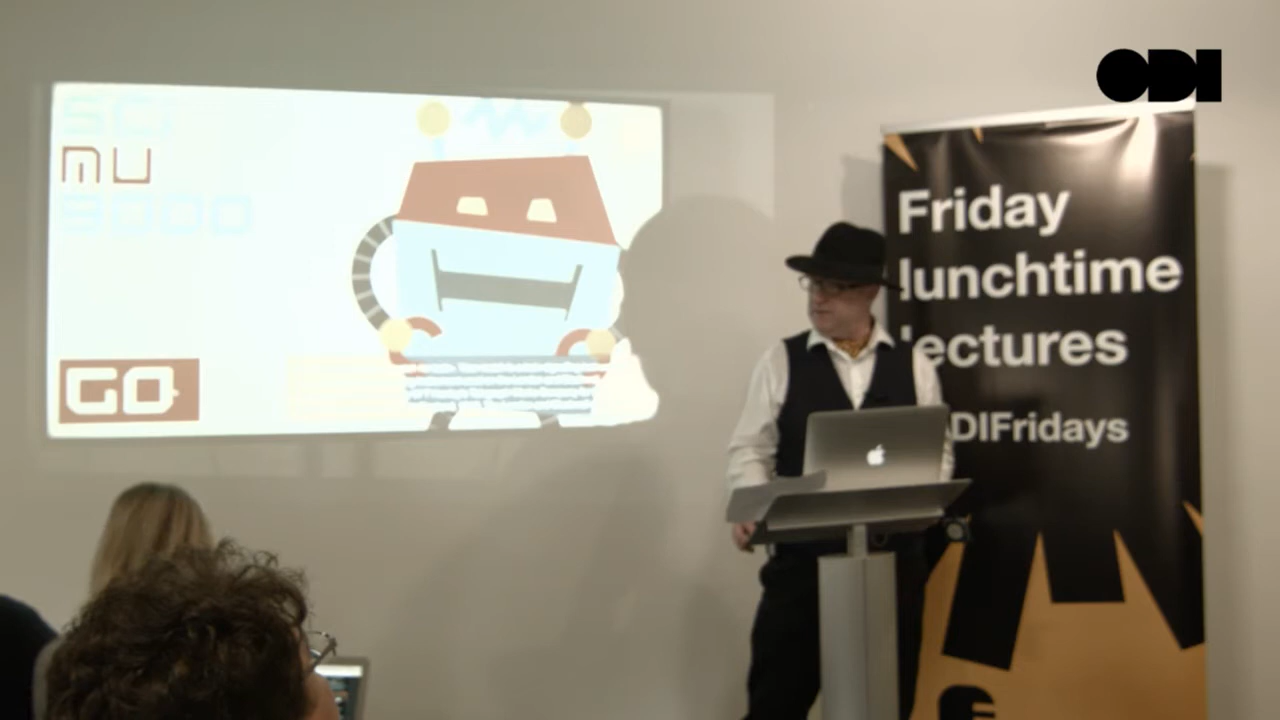 SCI
MU
3000
GO
ODI
Friday
lunchtime
lectures
DIFridays